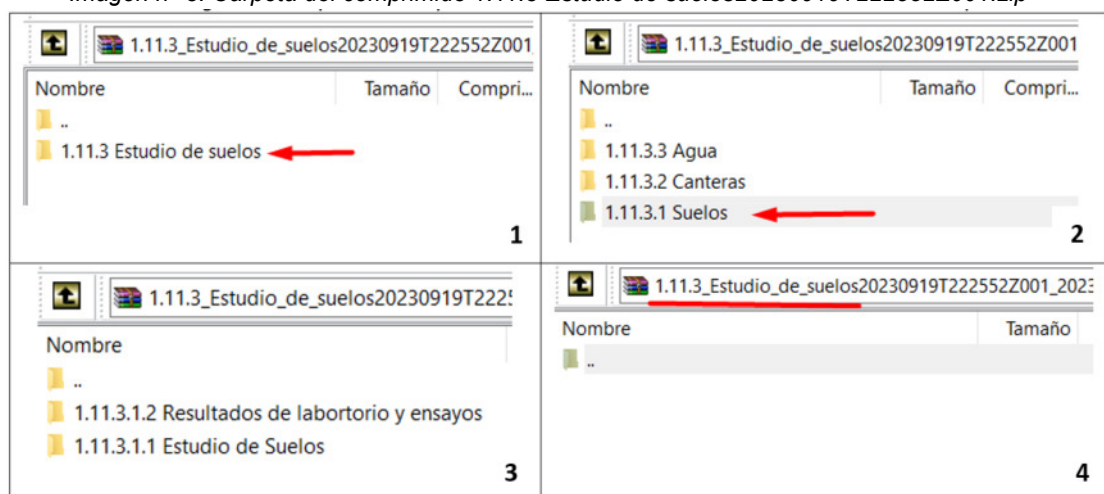 1.11.3_Estudio_de_suelos20230919T222552Z001
Nombre Tamaño Compri...
..
1.11.3 Estudio de suelos
1
1.11.3_Estudio_de_suelos20230919T222552Z001
Nombre Tamaño Compri...
..
1.11.3.3 Agua
1.11.3.2 Canteras
1.11.3.1 Suelos
2
1.11.3_Estudio_de_suelos20230919T2225
Nombre
..
1.11.3.1.2 Resultados de labortorio y ensayos
1.11.3.1.1 Estudio de Suelos
3
1.11.3_Estudio_de_suelos20230919T222552Z001_2023
Nombre Tamaño
..
4